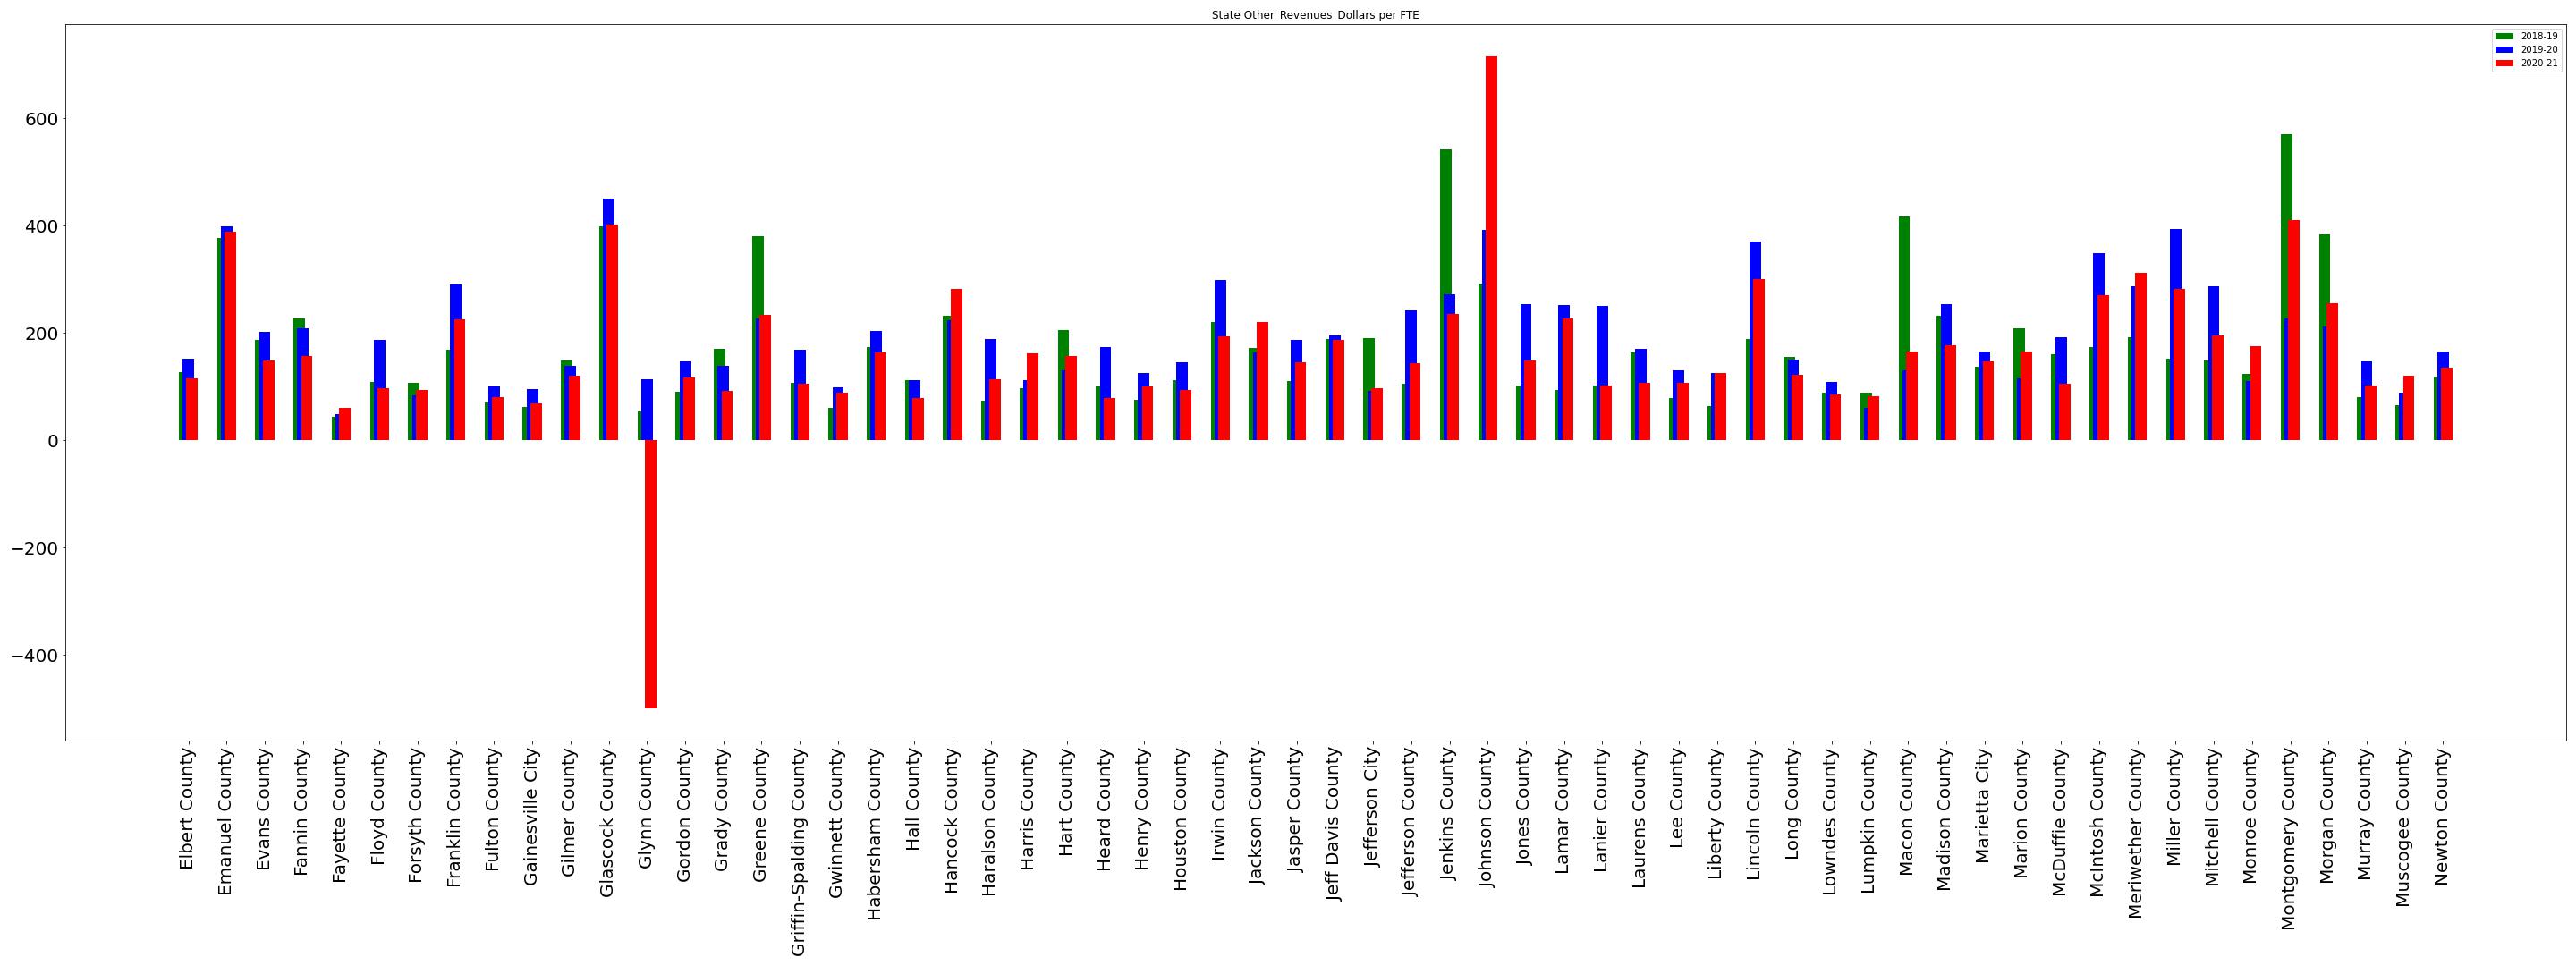 State Other_Revenues_Dollars per FTE
2018-19
2019-20
2020-21
600
400
200
0
−200
−400
Elbert County
Emanuel County
Evans County
Fannin County
Fayette County
Floyd County
Forsyth County
Franklin County
Fulton County
Gainesville City
Gilmer County
Glascock County
Glynn County
Gordon County
Grady County
Greene County
Griffin-Spalding County
Gwinnett County
Habersham County
Hall County
Hancock County
Haralson County
Harris County
Hart County
Heard County
Henry County
Houston County
Irwin County
Jackson County
Jasper County
Jeff Davis County
Jefferson City
Jefferson County
Jenkins County
Johnson County
Jones County
Lamar County
Lanier County
Laurens County
Lee County
Liberty County
Lincoln County
Long County
Lowndes County
Lumpkin County
Macon County
Madison County
Marietta City
Marion County
McDuffie County
McIntosh County
Meriwether County
Miller County
Mitchell County
Monroe County
Montgomery County
Morgan County
Murray County
Muscogee County
Newton County